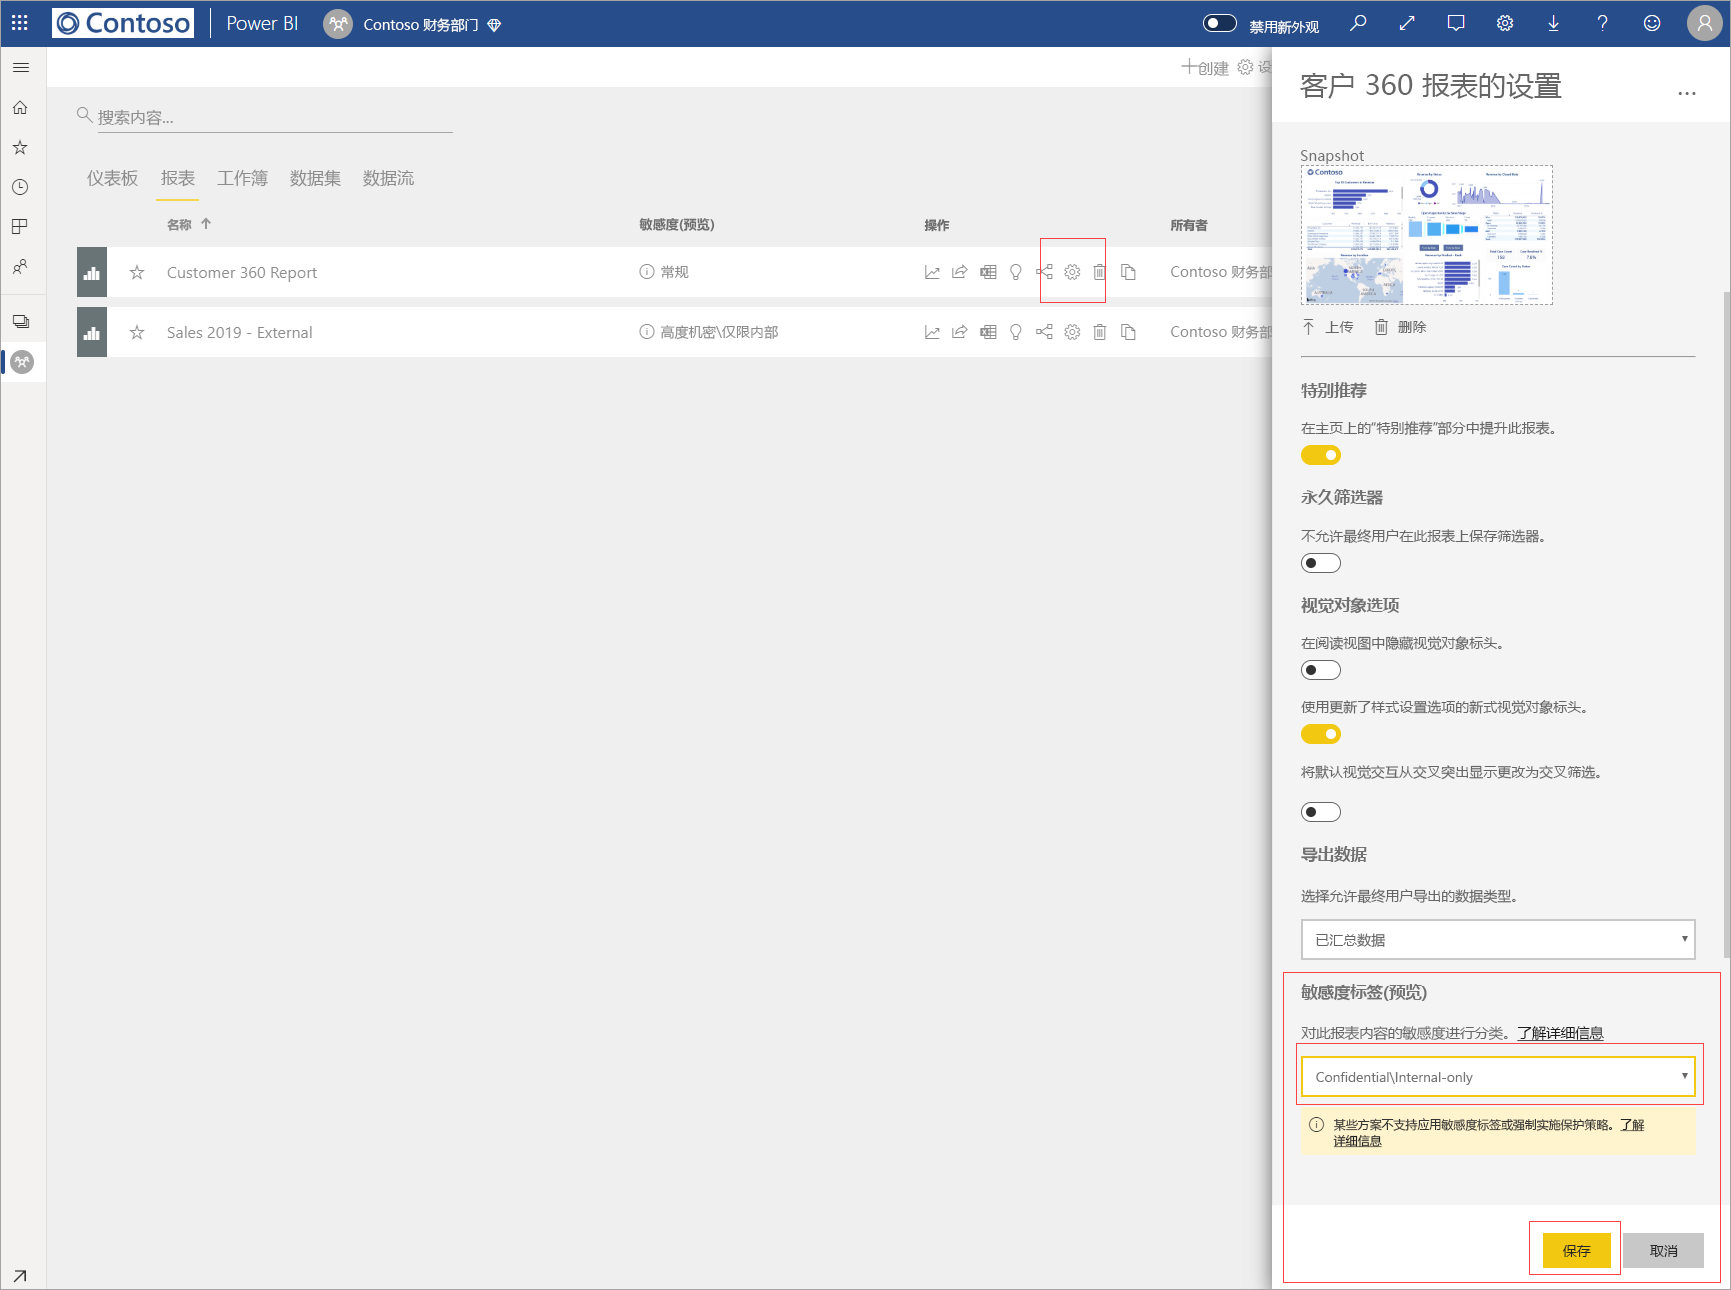 Contoso
Power BI
Contoso 财务部门
禁用新外观
创建
设
客户 360 报表的设置
...
搜索内容...
Snapshot
仪表板
报表
工作簿
数据集
数据流
名称
敏感度(预览)
操作
所有者
Customer 360 Report
常规
Contoso 财务部
Sales 2019 - External
高度机密\仅限内部
Contoso 财务部
Contoso
上传
删除
特别推荐
在主页上的"特别推荐"部分中提升此报表。
永久筛选器
不允许最终用户在此报表上保存筛选器。
视觉对象选项
在阅读视图中隐藏视觉对象标头。
使用更新了样式设置选项的新式视觉对象标头。
将默认视觉交互从交叉突出显示更改为交叉筛选。
导出数据
选择允许最终用户导出的数据类型。
已汇总数据
敏感度标签(预览)
对此报表内容的敏感度进行分类。了解详细信息
Confidential\Internal-only
某些方案不支持应用敏感度标签或强制实施保护策略。了解
详细信息
保存
取消